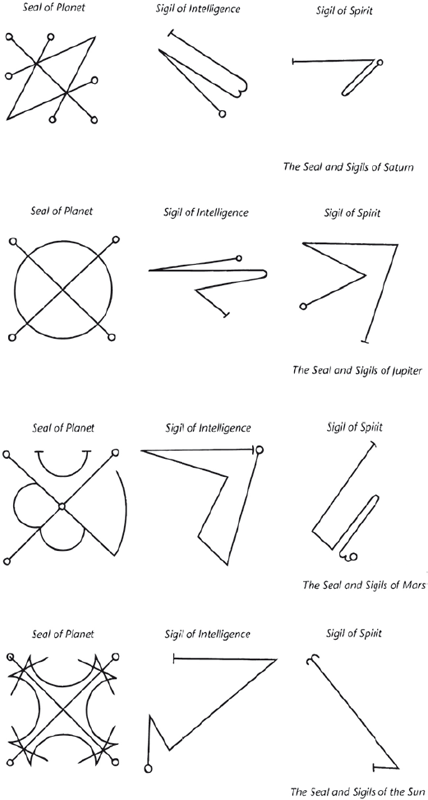 Seal of Planet
Sigil of Intelligence
Sigil of Spirit
The Seal and Sigils of Saturn
Seal of Planet
Sigil of Intelligence
Sigil of Spirit
The Seal and Sigils of Jupiter
Seal of Planet
Sigil of Intelligence
Sigil of Spirit
The Seal and Sigils of Mars
Seal of Planet
Sigil of Intelligence
Sigil of Spirit
The Seal and Sigils of the Sun